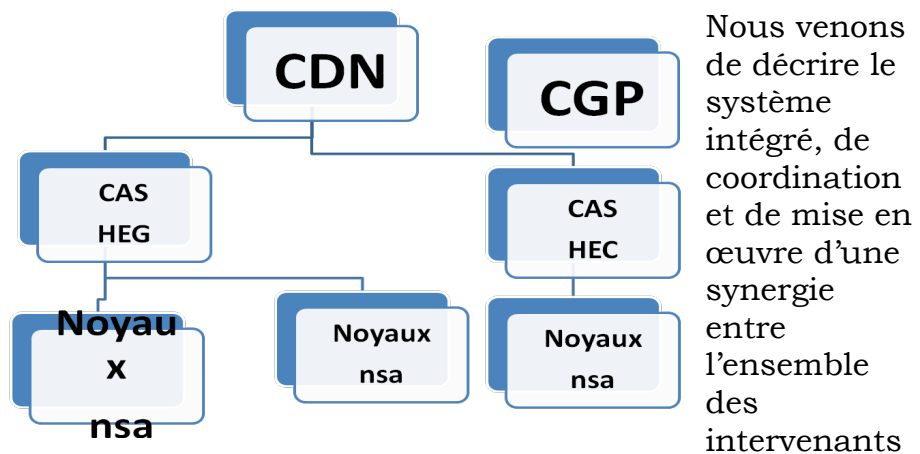 CDN
CGP
CAS
HEG
CAS
HEC
Noyau
x
nsa
Noyaux
nsa
Noyaux
nsa
Nous venons
de décrire le
système
intégré, de
coordination
et de mise en
œuvre d’une
synergie
entre
l’ensemble
des
intervenants